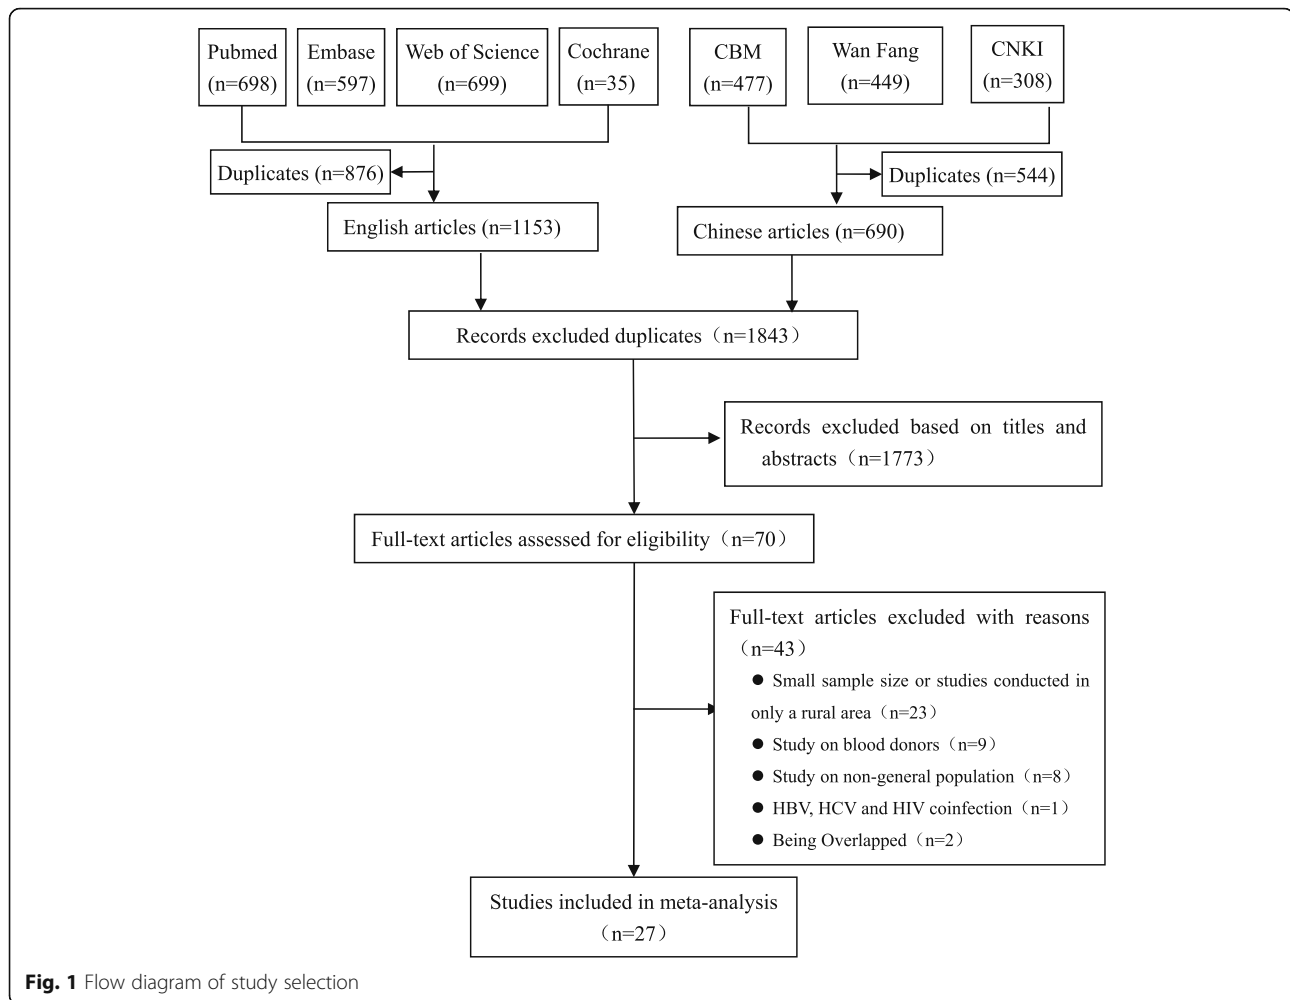 Pubmed
(n=698)
Embase
(n=597)
Web of Science
(n=699)
Cochrane
(n=35)
CBM
(n=477)
Wan Fang
(n=449)
CNKI
(n=308)
Duplicates (n=876)
Duplicates (n=544)
English articles (n=1153)
Chinese articles (n=690)
Records excluded duplicates（n=1843）
Records excluded based on titles and
abstracts（n=1773）
Full-text articles assessed for eligibility（n=70）
Full-text articles excluded with reasons
（n=43）
● Small sample size or studies conducted in
only a rural area（n=23）
● Study on blood donors（n=9）
● Study on non-general population（n=8）
● HBV, HCV and HIV coinfection（n=1）
● Being Overlapped（n=2）
Studies included in meta-analysis
（n=27）
Fig. 1 Flow diagram of study selection